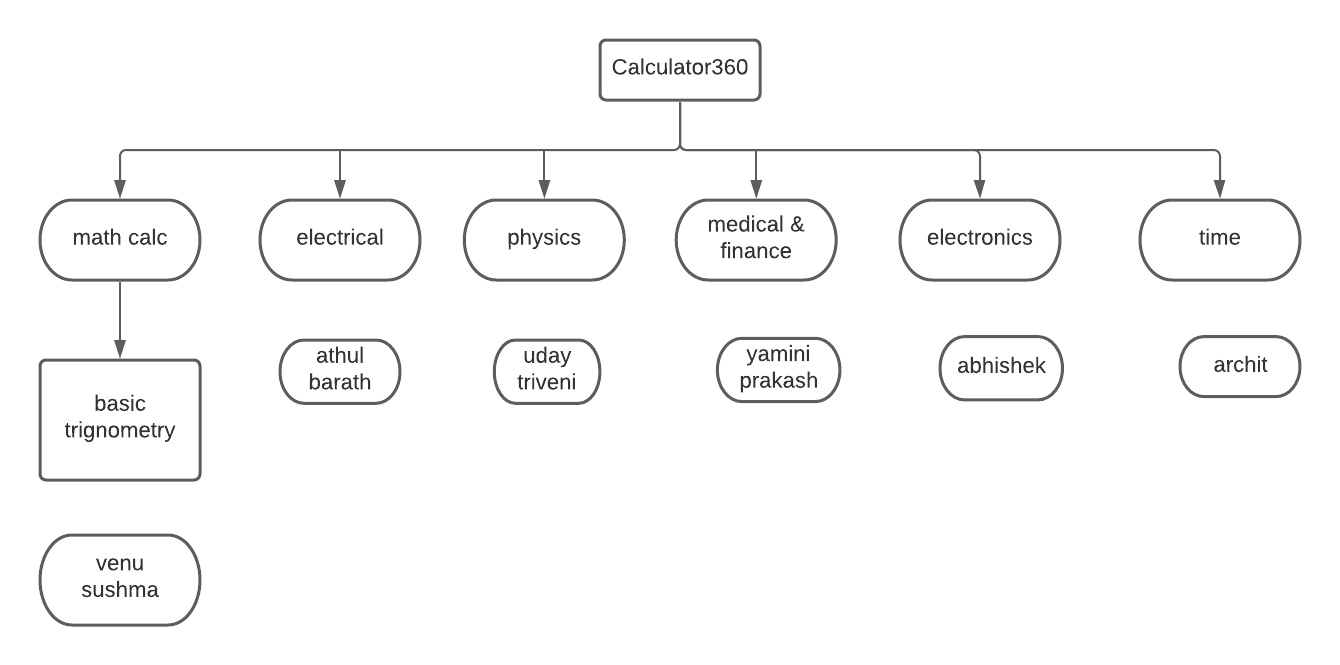 Calculator360
math calc
electrical
physics
medical &
finance
electronics
time
athul
barath
uday
triveni
yamini
prakash
abhishek
archit
basic
trignometry
venu
sushma